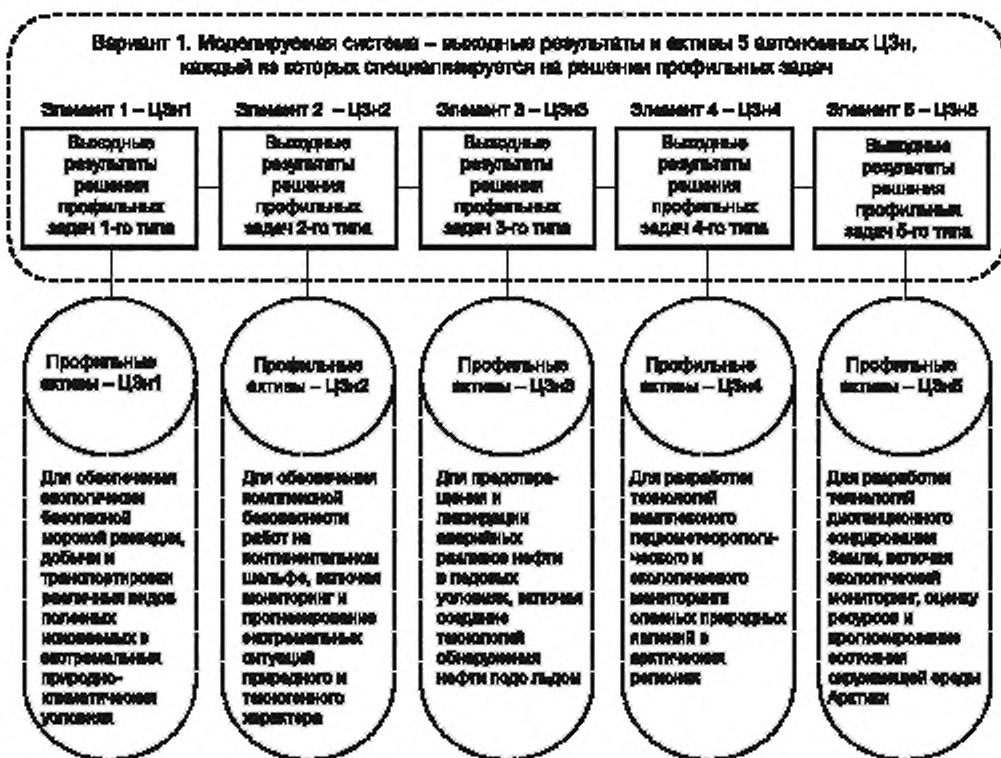 Вариант 1. Моделируемая система – выходные результаты и активы 5 автономных ЦЗн,
каждый из которых специализируется на решении профильных задач
Элемент 1 – ЦЗн1
Выходные
результаты
решения
профильных
задач 1-го типа
Элемент 2 – ЦЗн2
Выходные
результаты
решения
профильных
задач 2-го типа
Элемент 3 – ЦЗн3
Выходные
результаты
решения
профильных
задач 3-го типа
Элемент 4 – ЦЗн4
Выходные
результаты
решения
профильных
задач 4-го типа
Элемент 5 – ЦЗн5
Выходные
результаты
решения
профильных
задач 5-го типа
Профильные
активы – ЦЗн1
Для обеспечения
экологически
безопасной
морской разведки,
добычи и
транспортировки
различных видов
полезных
ископаемых в
экстремальных
природно-
климатических
условиях
Профильные
активы – ЦЗн2
Для обеспечения
комплексной
безопасности
работ на
континентальном
шельфе, включая
мониторинг и
прогнозирование
экстремальных
ситуаций
природного и
техногенного
характера
Профильные
активы – ЦЗн3
Для предотвра-
щения и
ликвидации
аварийных
разливов нефти
в ледовых
условиях, включая
создание
технологий
обнаружения
нефти подо льдом
Профильные
активы – ЦЗн4
Для разработки
технологий
комплексного
гидрометеорологи-
ческого и
экологического
мониторинга
опасных природных
явлений в
арктических
регионах
Профильные
активы – ЦЗн5
Для разработки
технологий
дистанционного
зондирования
Земли, включая
экологический
мониторинг, оценку
ресурсов и
прогнозирование
состояния
окружающей среды
Арктики